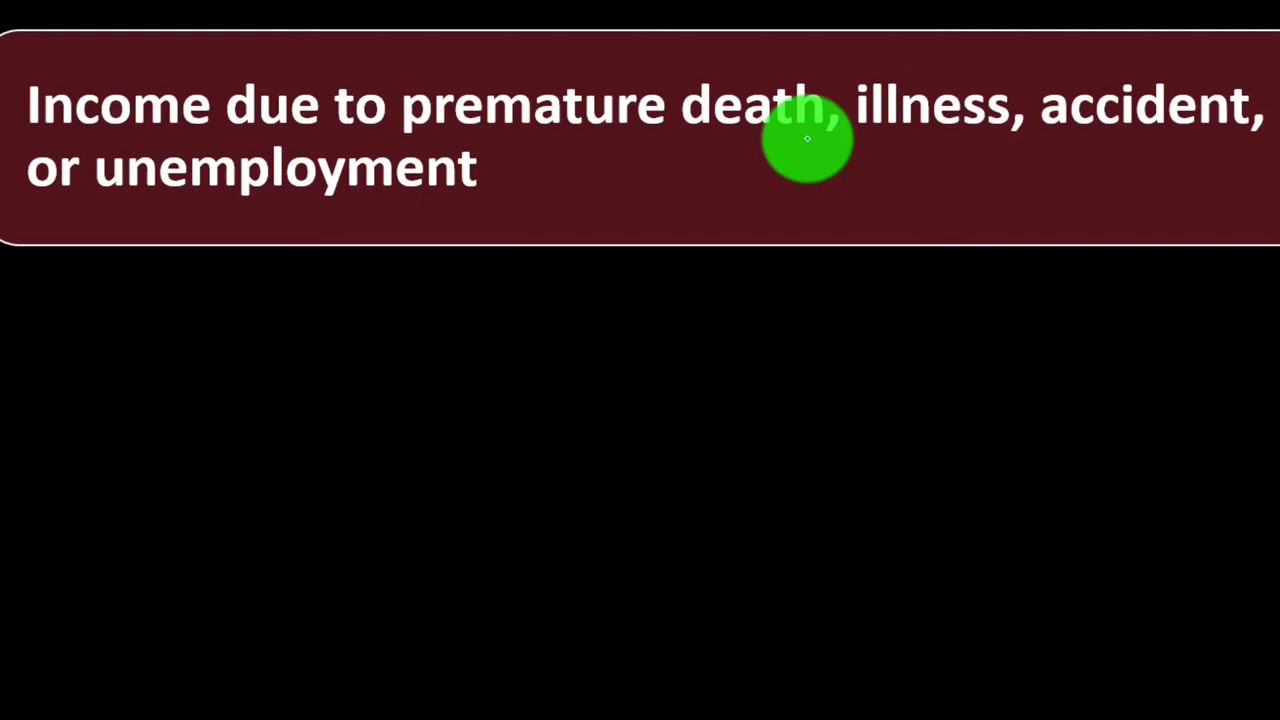 Income due to premature death, illness, accident,
or unemployment